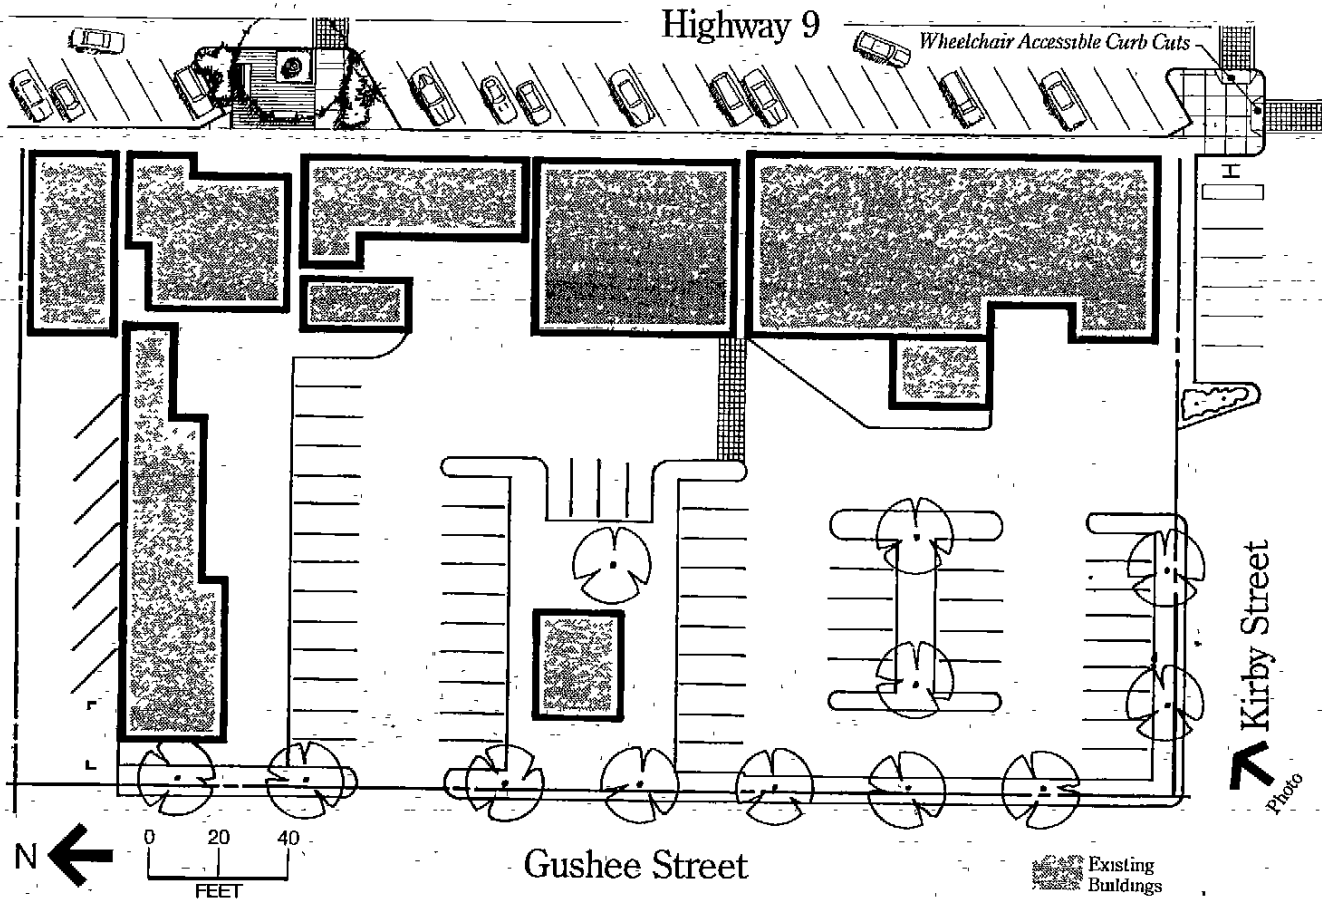 Highway 9
Wheelchair Accessible Curb Cuts
H
Kirby Street
Photo
N
0 20 40
FEET
Gushee Street
Existing
Buildings